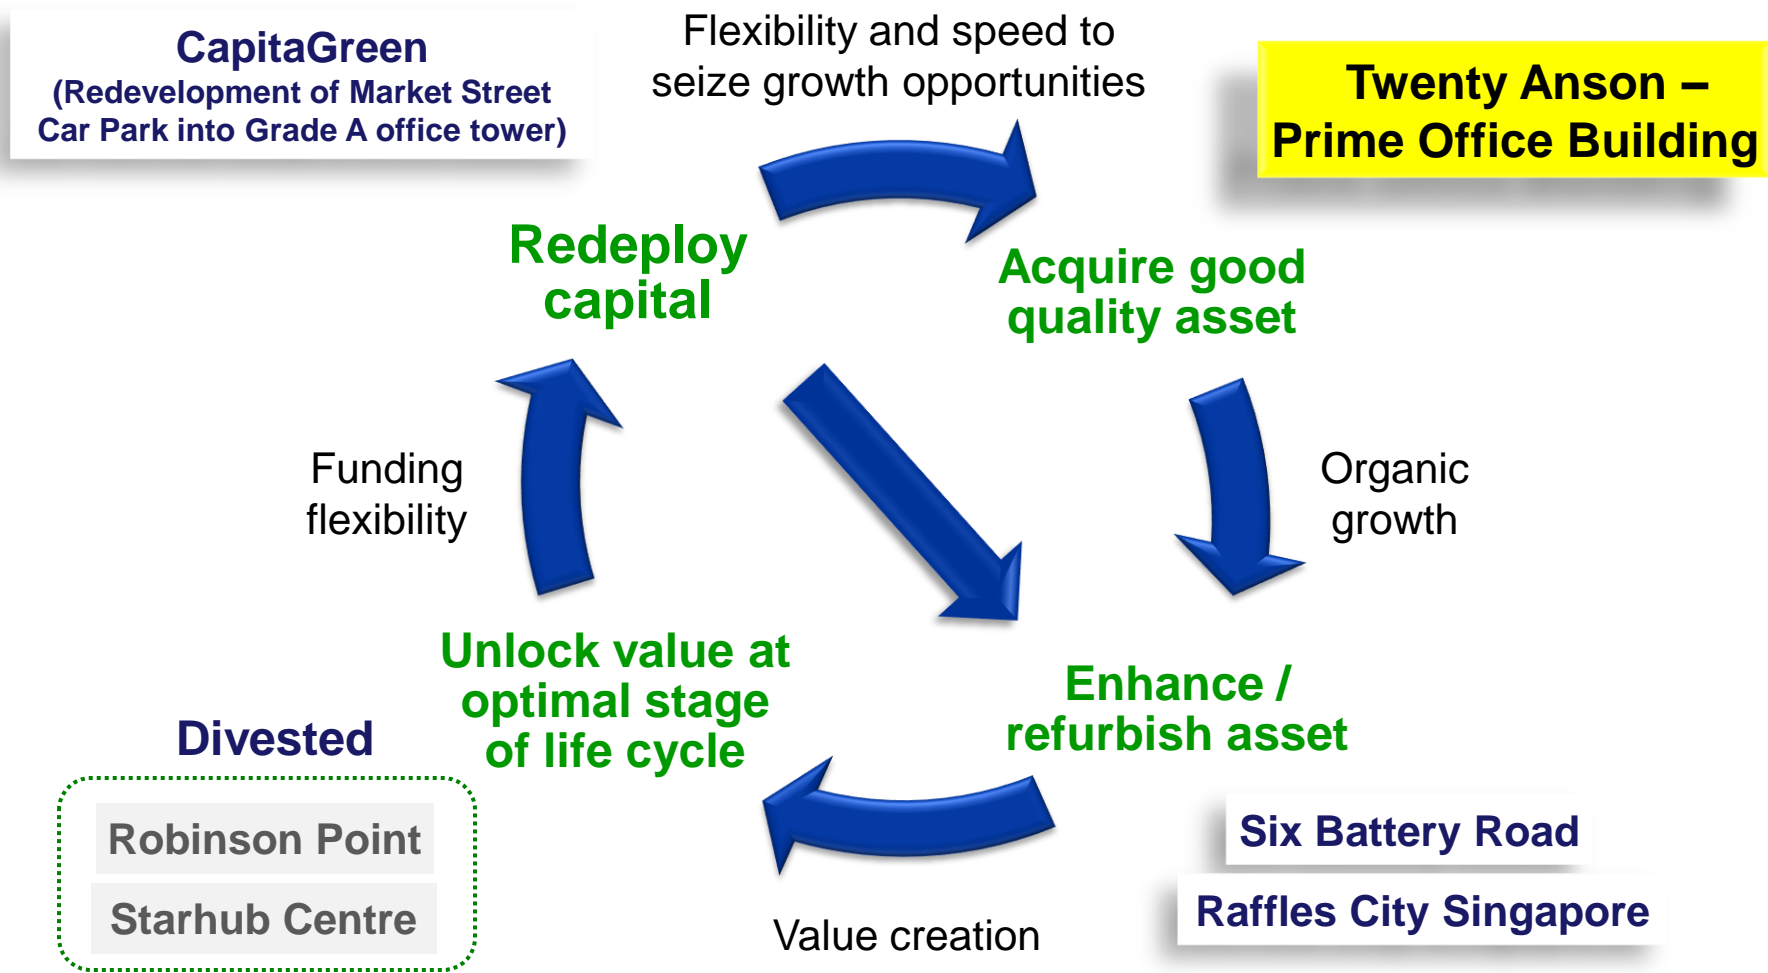 CapitaGreen
(Redevelopment of Market Street
Car Park into Grade A office tower)
Flexibility and speed to
seize growth opportunities
Twenty Anson –
Prime Office Building
Redeploy
capital
Acquire good
quality asset
Funding
flexibility
Organic
growth
Unlock value at
optimal stage
of life cycle
Enhance /
refurbish asset
Divested
Robinson Point
Starhub Centre
Value creation
Six Battery Road
Raffles City Singapore